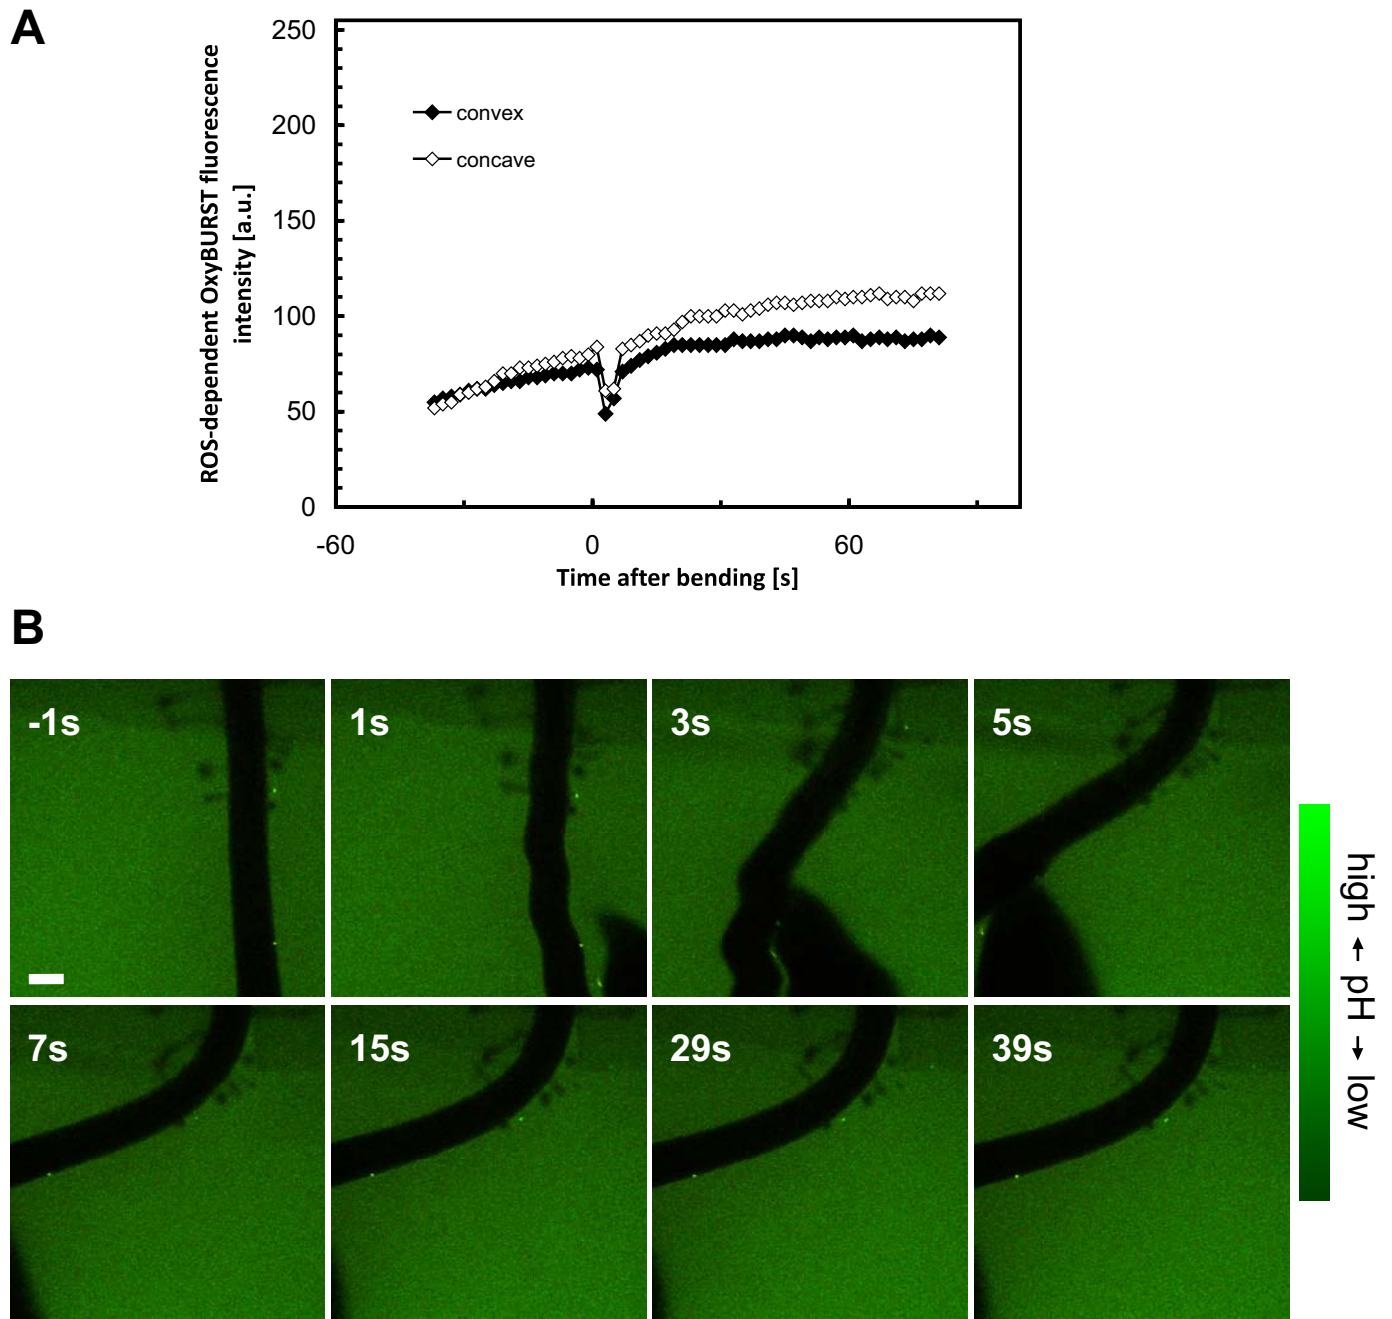 A
ROS-dependent OxyBURST fluorescence
intensity [a.u.]
250
200
150
100
50
0
convex
concave
-60
0
60
Time after bending [s]
B
-1s
1s
3s
5s
7s
15s
29s
39s
high ← pH → low